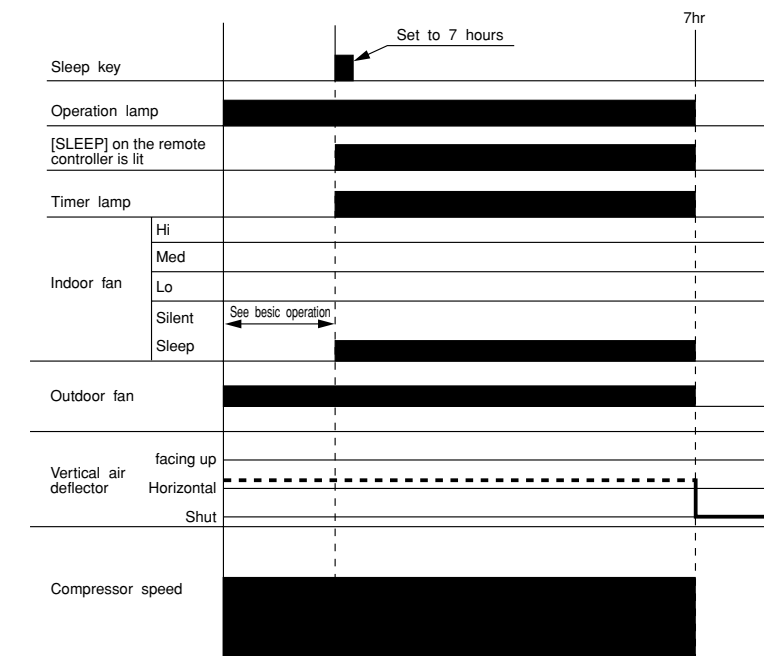 7hr
Set to 7 hours
Sleep key
Operation lamp
[SLEEP] on the remote
controller is lit
Timer lamp
Hi
Med
Indoor fan
Lo
Silent
See besic operation
Sleep
Outdoor fan
facing up
Vertical air
deflector
Horizontal
Shut
Compressor speed